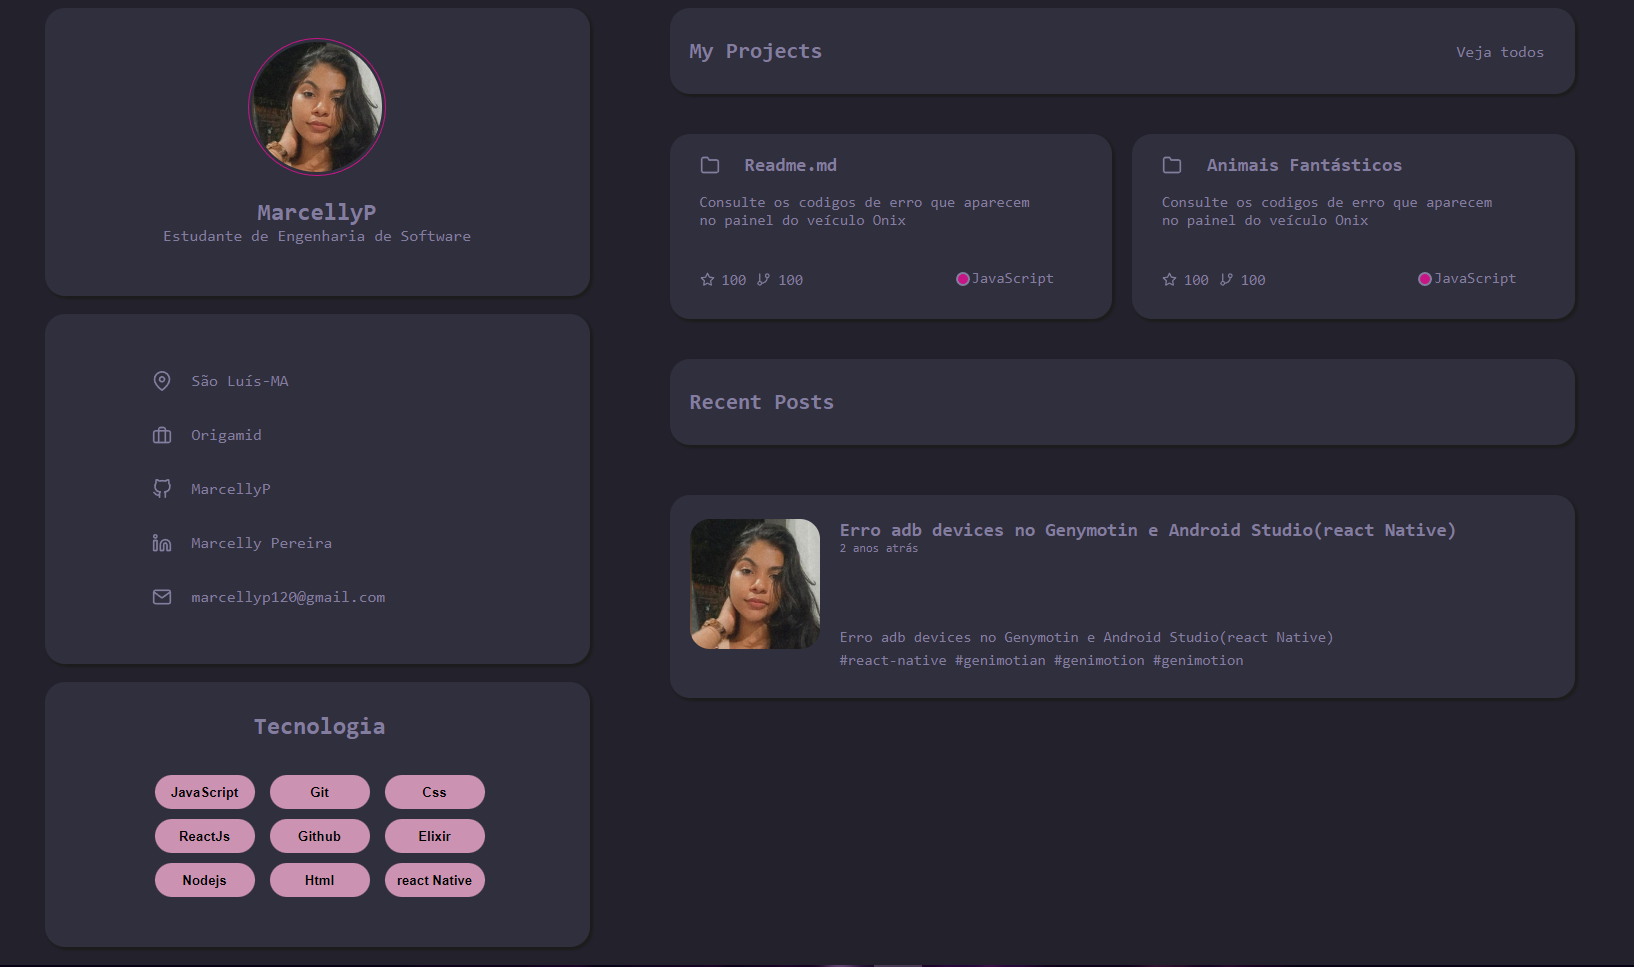 MarcellyP
Estudante de Engenharia de Software
São Luís-MA
Origamid
MarcellyP
Marcelly Pereira
marcellyp120@gmail.com
Tecnologia
JavaScript Git Css
ReactJs Github Elixir
Nodejs Html react Native
My Projects Veja todos
Readme.md
Consulte os codigos de erro que aparecem
no painel do veículo Onix
100 100 JavaScript
Animais Fantásticos
Consulte os codigos de erro que aparecem
no painel do veículo Onix
100 100 JavaScript
Recent Posts
Erro adb devices no Genymotin e Android Studio(react Native)
2 anos atrás
Erro adb devices no Genymotin e Android Studio(react Native)
#react-native #genimotian #genimotion #genimotion